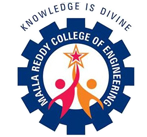 KNOWLEDGE IS DIVINE
MALLA REDDY COLLEGE OF ENGINEERING